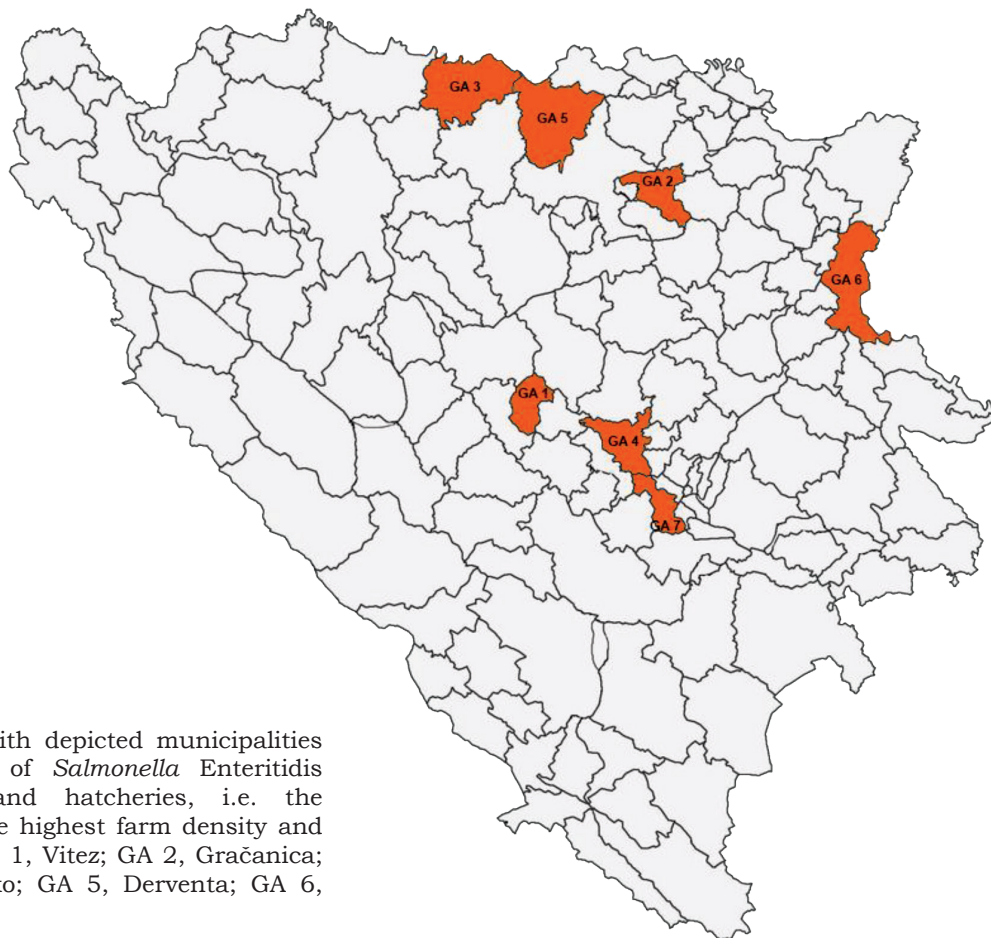 GA 3
GA 5
GA 2
GA 6
GA 1
GA 4
GA 7
ith depicted municipalities
of Salmonella Enteritidis
and hatcheries, i.e. the
e highest farm density and
1, Vitez; GA 2, Gračanica;
o; GA 5, Derventa; GA 6,